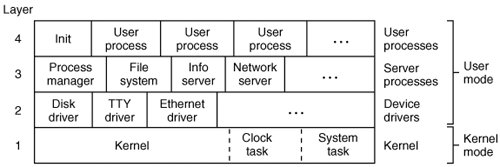 Layer
4
Init
User
process
User
process
User
process
...
User
processes
3
Process
manager
File
system
Info
server
Network
server
...
Server
processes
User
mode
2
Disk
driver
TTY
driver
Ethernet
driver
...
Device
drivers
1
Kernel
Clock
task
System
task
Kernel
Kernel
mode